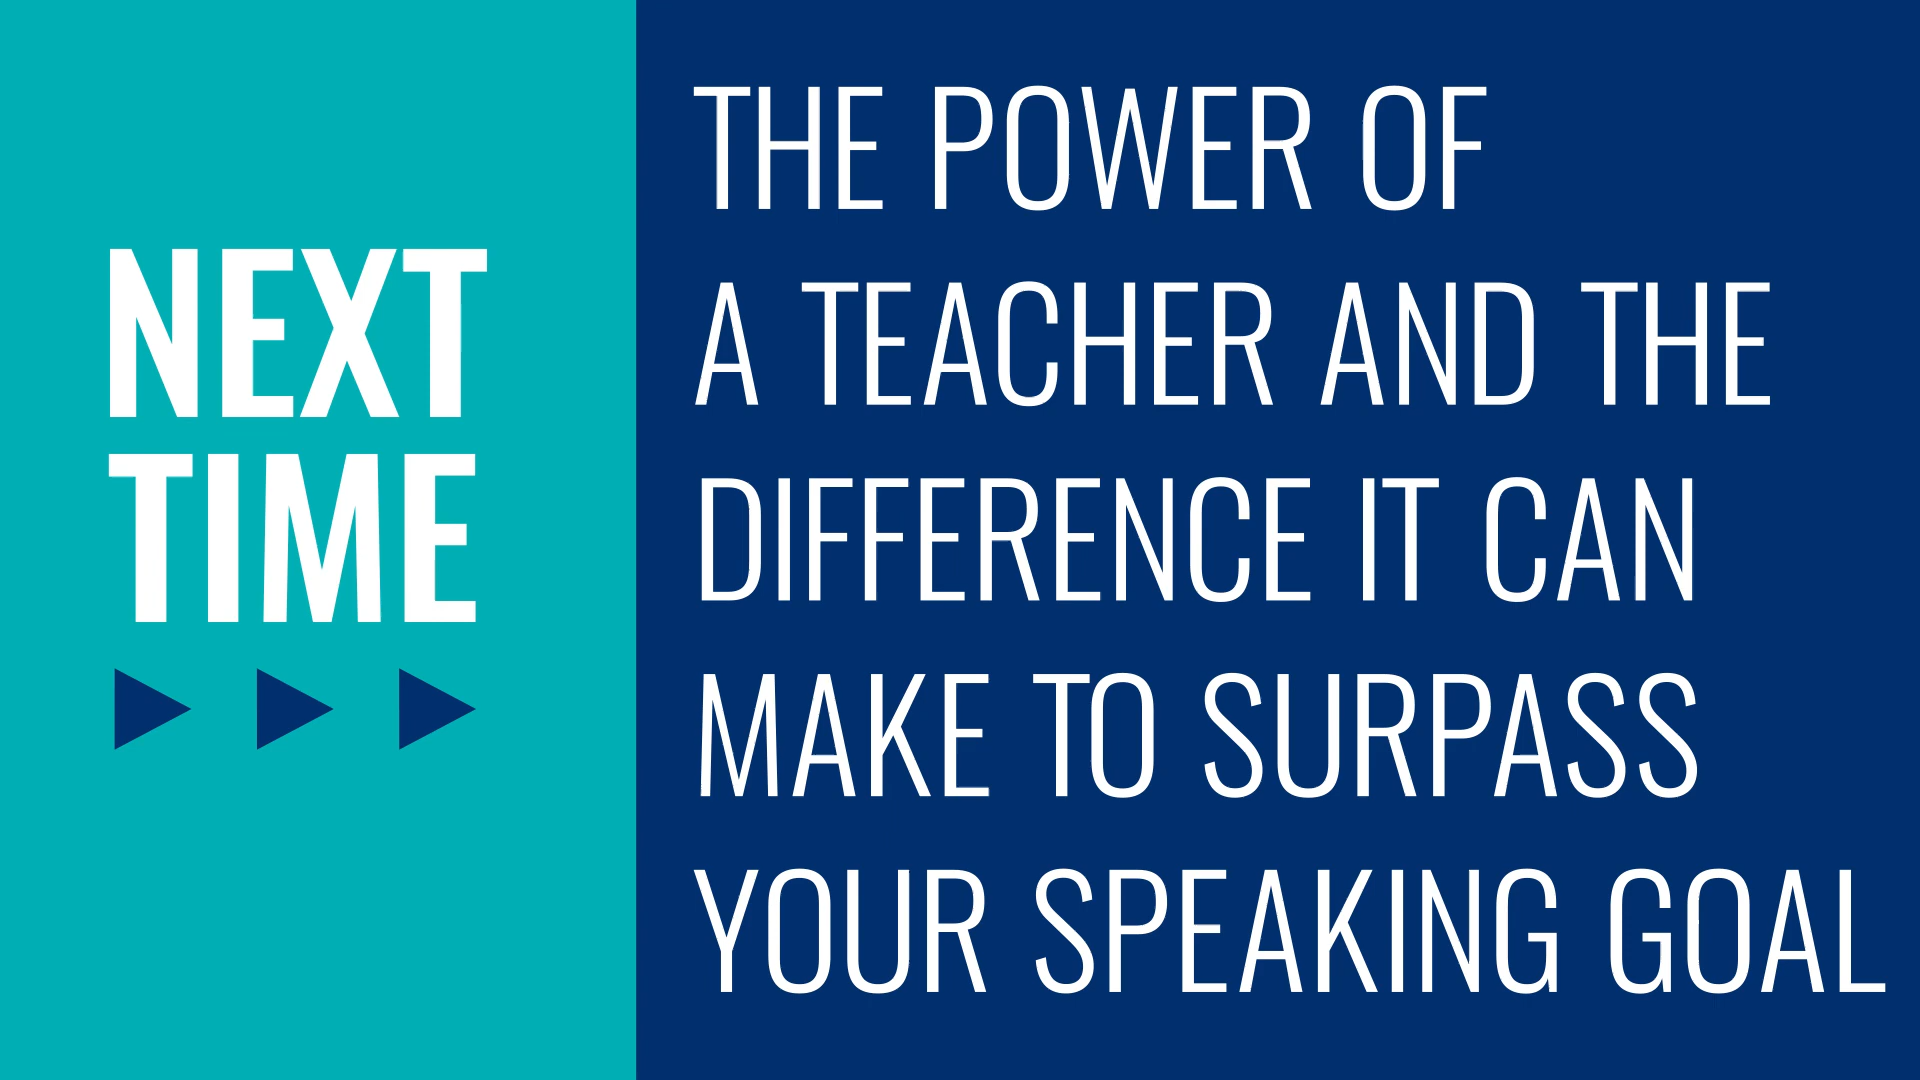 NEXT
TIME
THE POWER OF
A TEACHER AND THE
DIFFERENCE IT CAN
MAKE TO SURPASS
YOUR SPEAKING GOAL